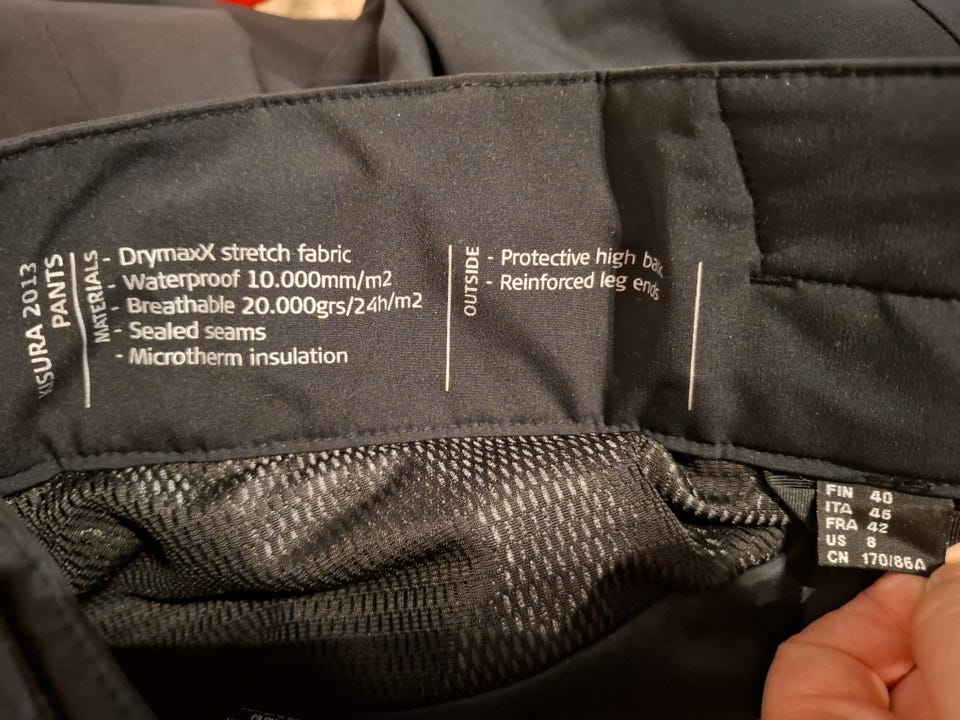 2013
PANTS
MATERIALS
- DrymaxX stretch fabric
- Waterproof 10.000mm/m2
- Breathable 20.000grs/24h/m2
- Sealed seams
- Microtherm insulation
OUTSIDE
- Protective high
- Reinforced leg ends
FIN 40
ITA 46
FRA 42
US 8
CN 170/86A